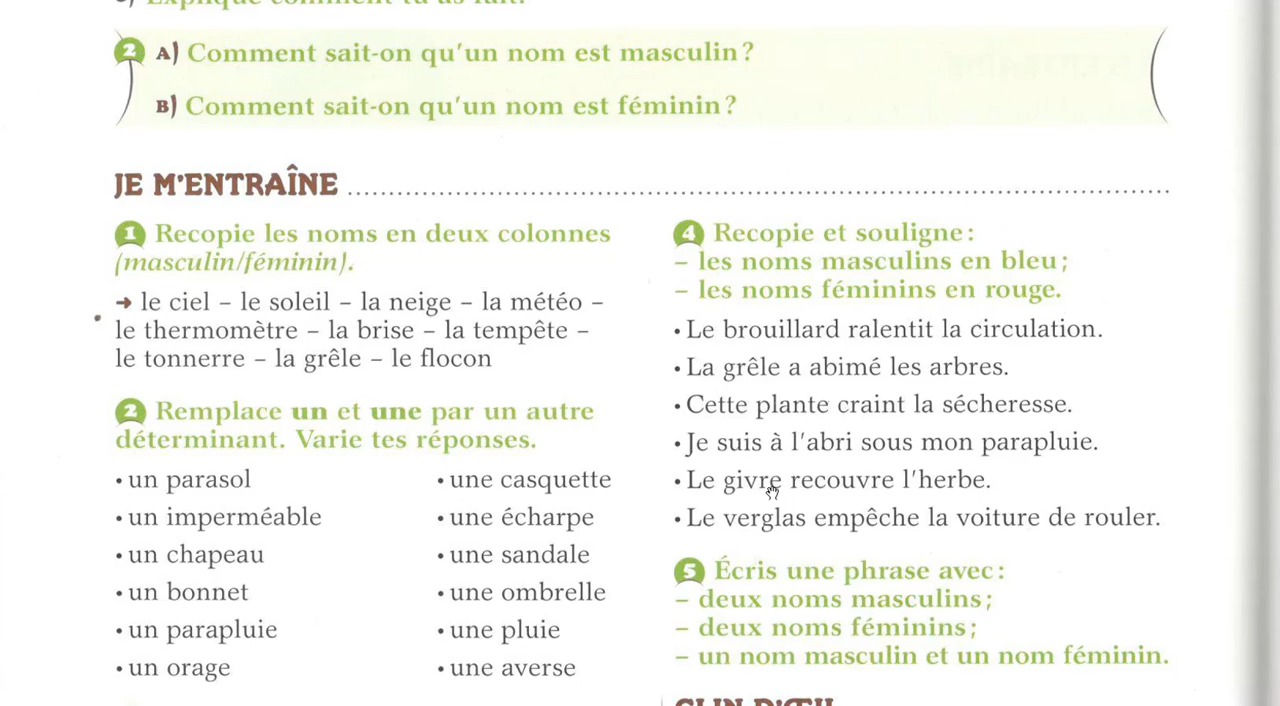 c) Explique comment tu as fait.
2 A) Comment sait-on qu'un nom est masculin ?
B) Comment sait-on qu'un nom est féminin ?
JE M'ENTRAÎNE
1 Recopie les noms en deux colonnes
(masculin/féminin).
→ le ciel – le soleil – la neige – la météo –
le thermomètre – la brise – la tempête –
le tonnerre – la grêle – le flocon
2 Remplace un et une par un autre
déterminant. Varie tes réponses.
• un parasol
• un imperméable
• un chapeau
• un bonnet
• un parapluie
• un orage
• une casquette
• une écharpe
• une sandale
• une ombrelle
• une pluie
• une averse
4 Recopie et souligne :
– les noms masculins en bleu ;
– les noms féminins en rouge.
• Le brouillard ralentit la circulation.
• La grêle a abimé les arbres.
• Cette plante craint la sécheresse.
• Je suis à l'abri sous mon parapluie.
• Le givre recouvre l'herbe.
• Le verglas empêche la voiture de rouler.
5 Écris une phrase avec :
– deux noms masculins ;
– deux noms féminins ;
– un nom masculin et un nom féminin.
CLIN D'ŒIL